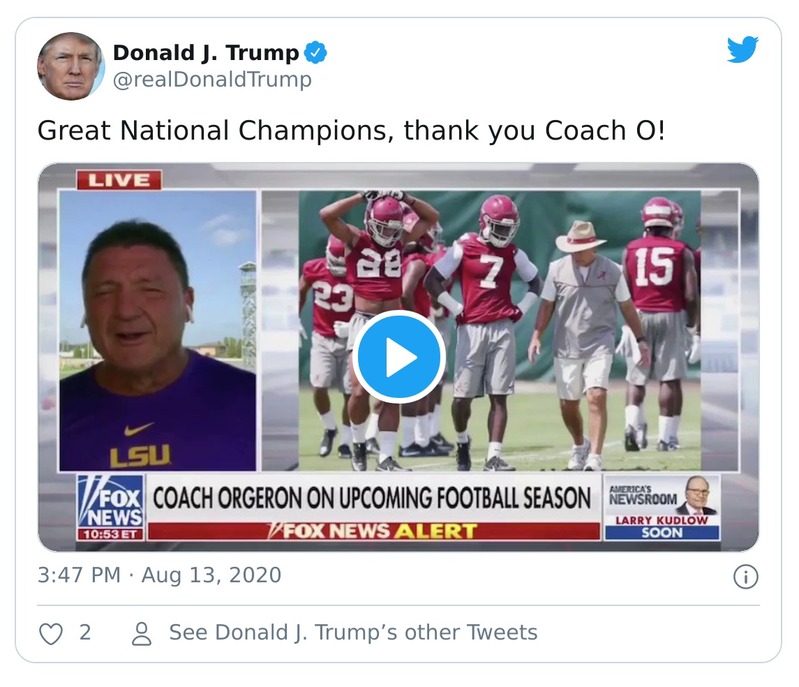 Donald J. Trump
@realDonaldTrump
Great National Champions, thank you Coach O!
LIVE
23
28
7
15
LSU
FOX
NEWS
10:53 ET
COACH ORGERON ON UPCOMING FOOTBALL SEASON
FOX NEWS ALERT
AMERICA'S
NEWSROOM
LARRY KUDLOW
SOON
3:47 PM · Aug 13, 2020
2
See Donald J. Trump’s other Tweets